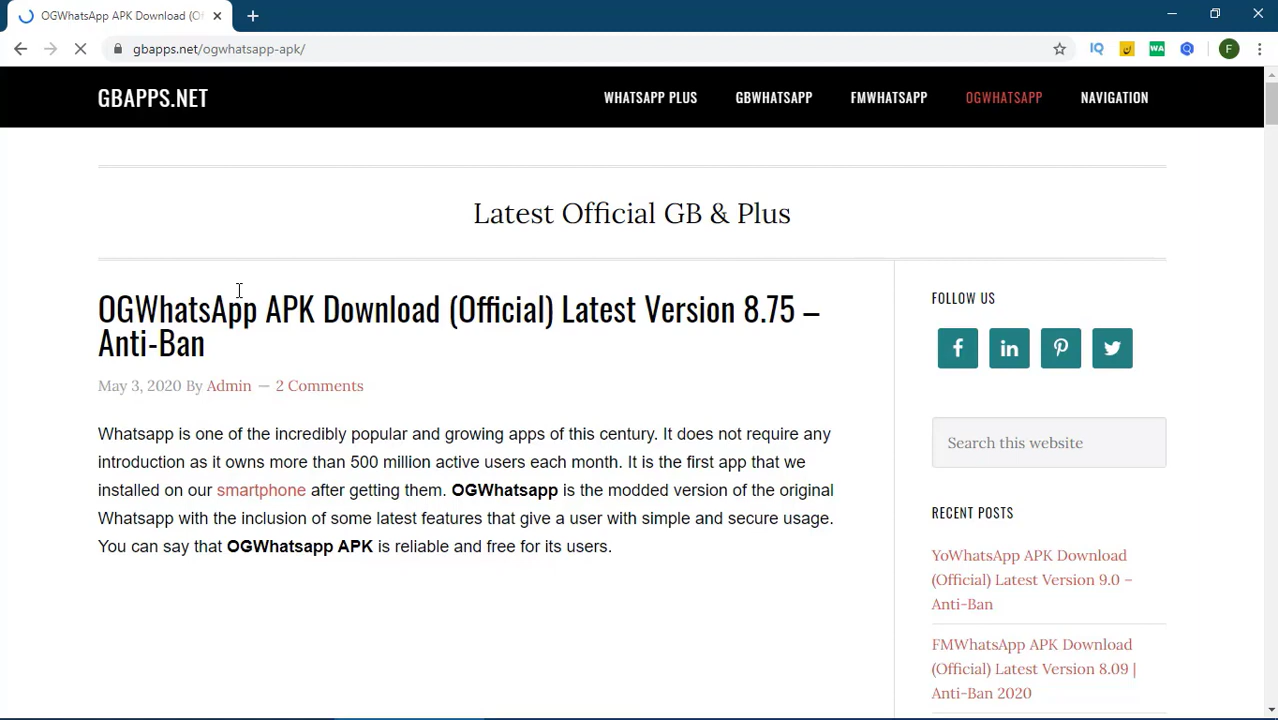 OGWhatsApp APK Download (Of
gbapps.net/ogwhatsapp-apk/
IQ
WA
F
GBAPPS.NET
WHATSAPP PLUS
GBWHATSAPP
FMWHATSAPP
OGWHATSAPP
NAVIGATION
Latest Official GB & Plus
OGWhatsApp APK Download (Official) Latest Version 8.75 –
Anti-Ban
May 3, 2020 By Admin — 2 Comments
Whatsapp is one of the incredibly popular and growing apps of this century. It does not require any
introduction as it owns more than 500 million active users each month. It is the first app that we
installed on our smartphone after getting them. OGWhatsapp is the modded version of the original
Whatsapp with the inclusion of some latest features that give a user with simple and secure usage.
You can say that OGWhatsapp APK is reliable and free for its users.
FOLLOW US
Search this website
RECENT POSTS
YoWhatsApp APK Download
(Official) Latest Version 9.0 –
Anti-Ban
FMWhatsApp APK Download
(Official) Latest Version 8.09 |
Anti-Ban 2020